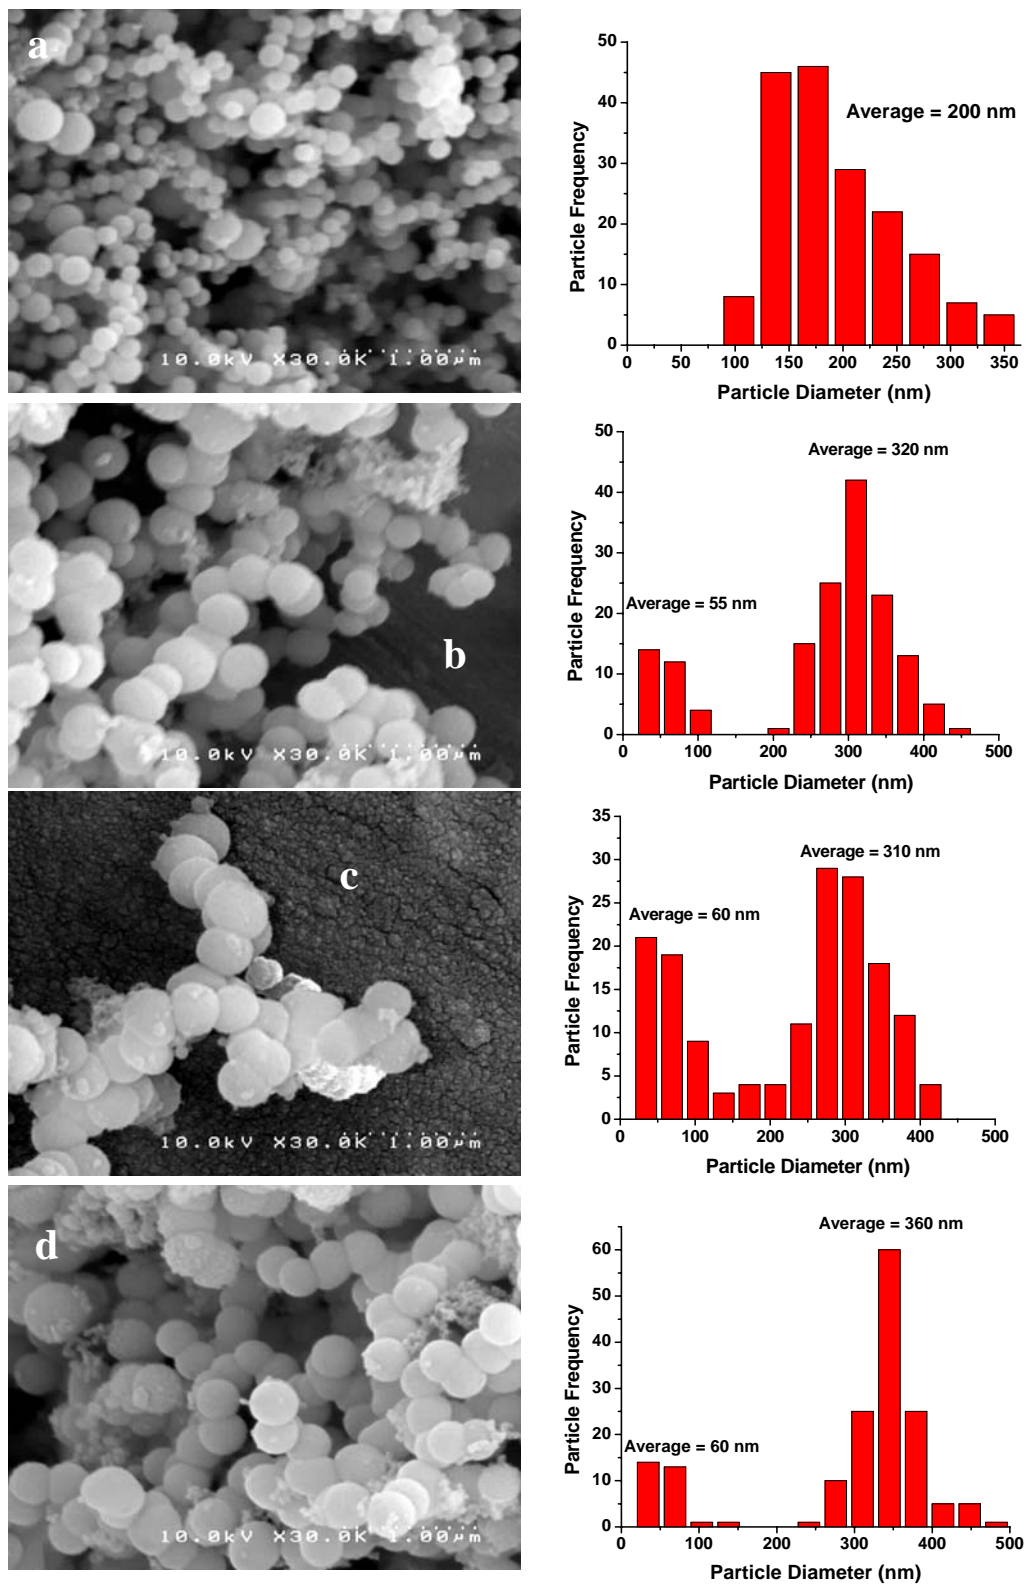 a
10.0kV X30.0K 1.00µm
50
40
30
20
10
0
Particle Frequency
Average = 200 nm
0 50 100 150 200 250 300 350
Particle Diameter (nm)
b
10.0kV X30.0K 1.00µm
50
40
30
20
10
0
Particle Frequency
Average = 320 nm
Average = 55 nm
0 100 200 300 400 500
Particle Diameter (nm)
c
10.0kV X30.0K 1.00µm
35
30
25
20
15
10
5
0
Particle Frequency
Average = 310 nm
Average = 60 nm
0 100 200 300 400 500
Particle Diameter (nm)
d
10.0kV X30.0K 1.00µm
60
50
40
30
20
10
0
Particle Frequency
Average = 360 nm
Average = 60 nm
0 100 200 300 400 500
Particle Diameter (nm)